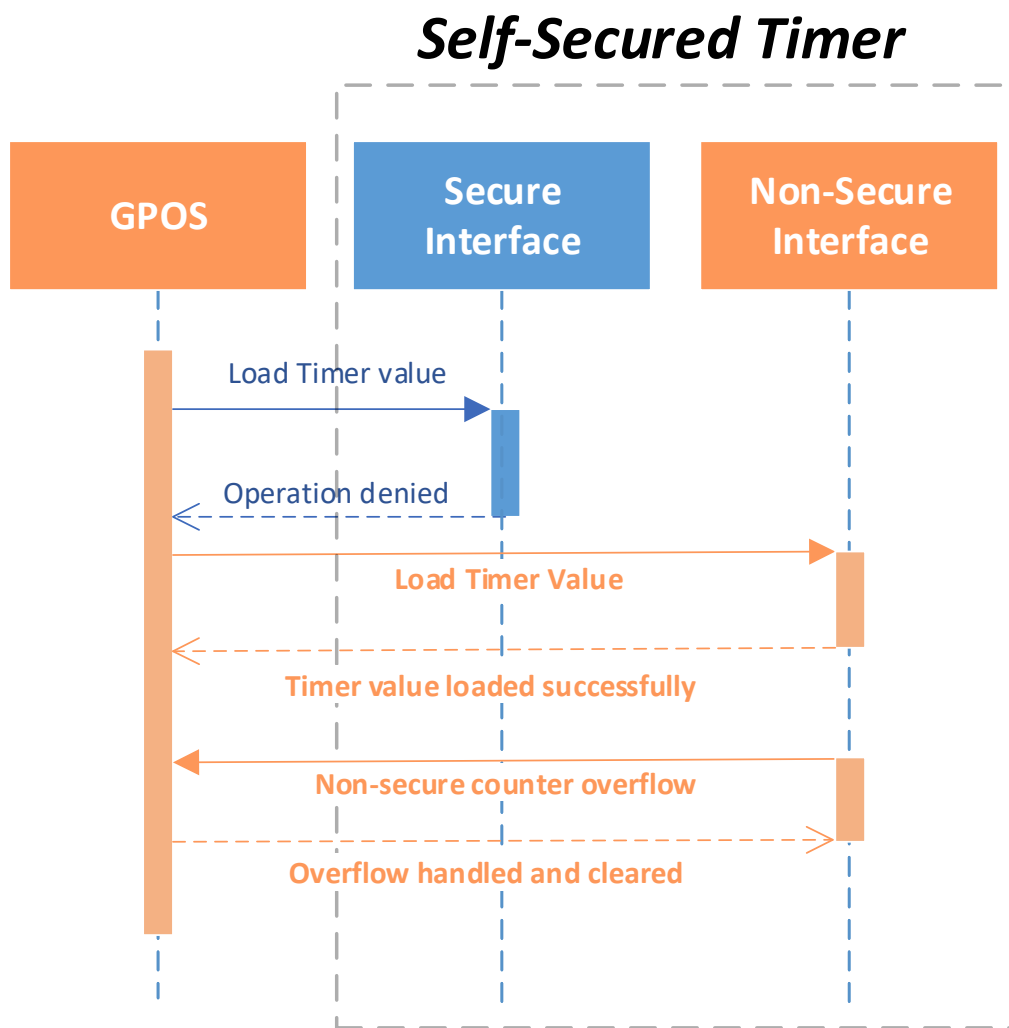 Self-Secured Timer
GPOS
Secure
Interface
Non-Secure
Interface
Load Timer value
Operation denied
Load Timer Value
Timer value loaded successfully
Non-secure counter overflow
Overflow handled and cleared